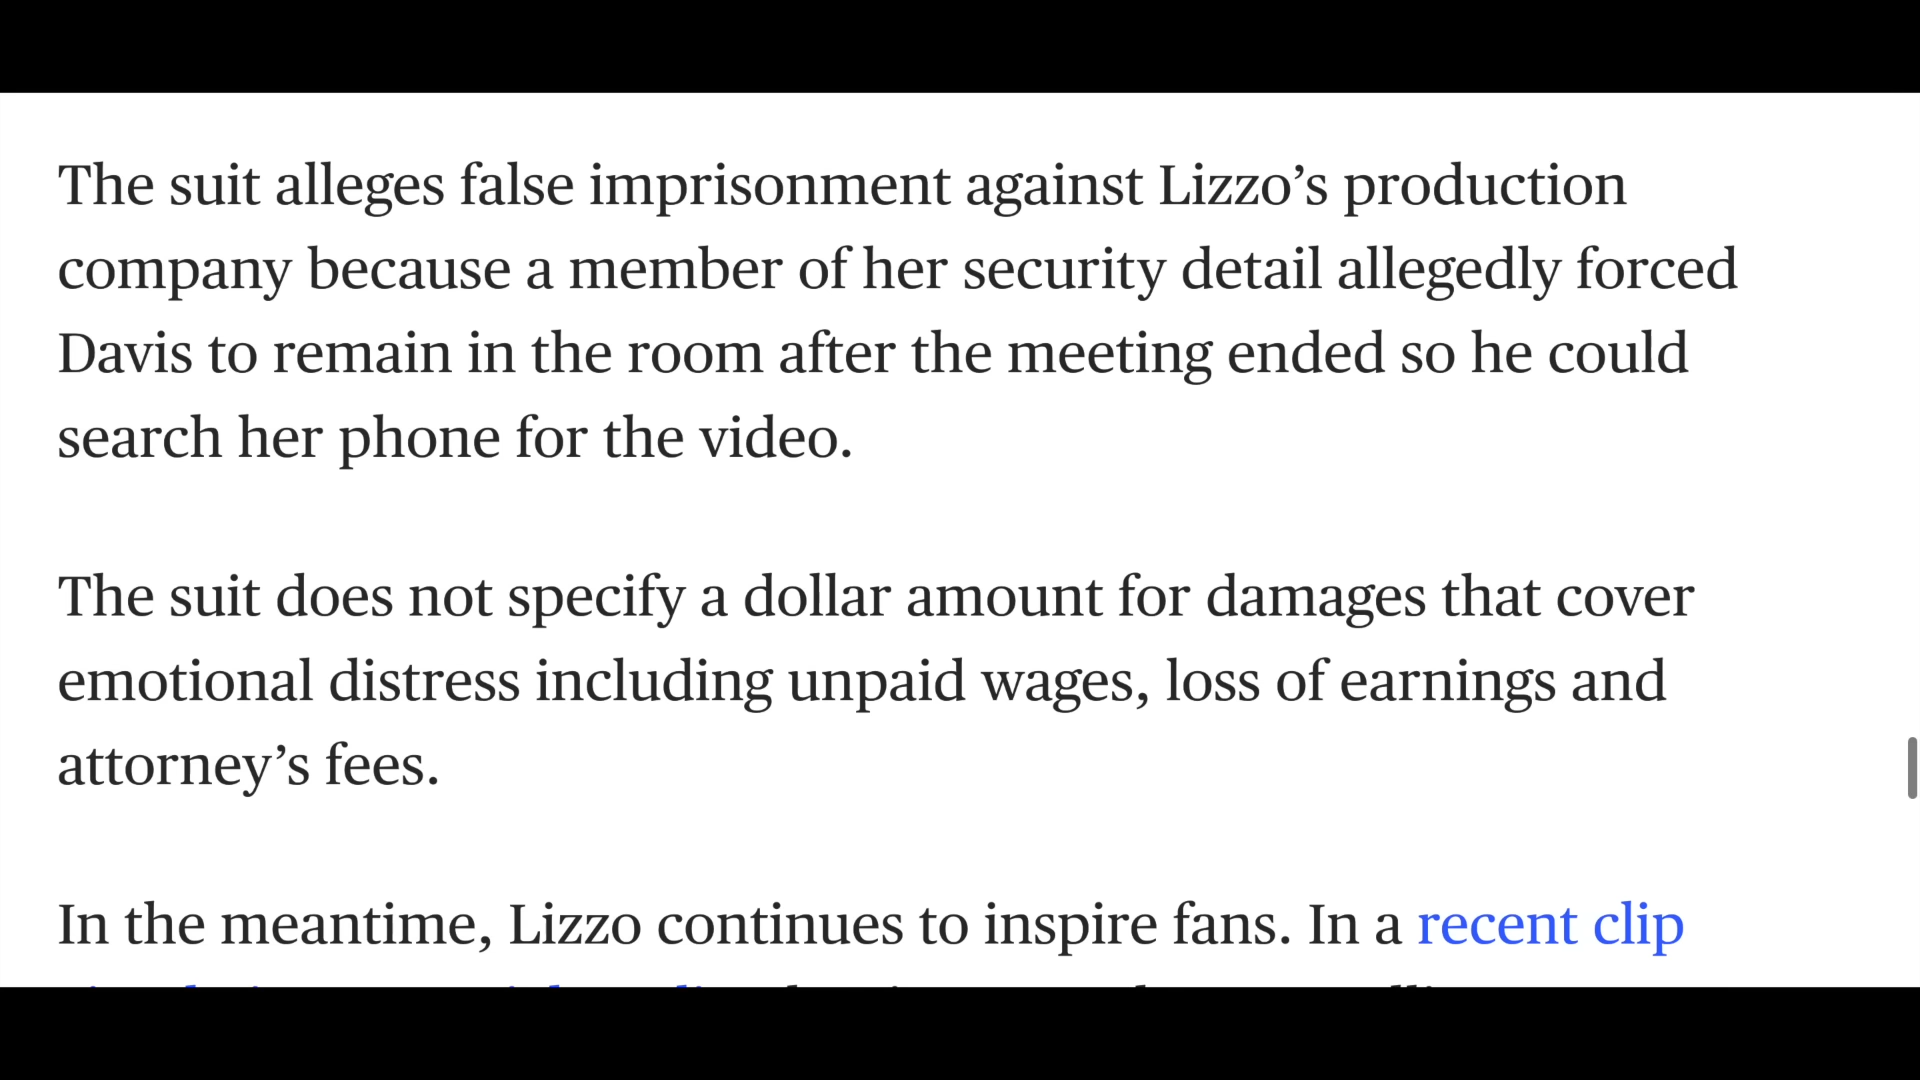 The suit alleges false imprisonment against Lizzo’s production
company because a member of her security detail allegedly forced
Davis to remain in the room after the meeting ended so he could
search her phone for the video.
The suit does not specify a dollar amount for damages that cover
emotional distress including unpaid wages, loss of earnings and
attorney’s fees.
In the meantime, Lizzo continues to inspire fans. In a recent clip